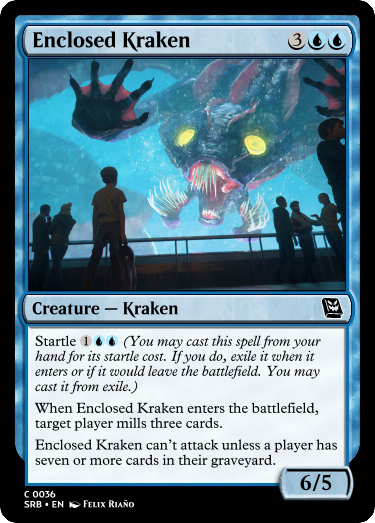 Enclosed Kraken 3
Creature — Kraken
Startle 1 (You may cast this spell from your
hand for its startle cost. If you do, exile it when it
enters or if it would leave the battlefield. You may
cast it from exile.)
When Enclosed Kraken enters the battlefield,
target player mills three cards.
Enclosed Kraken can't attack unless a player has
seven or more cards in their graveyard.
6/5
C 0036
SRB • EN Felix Riaño